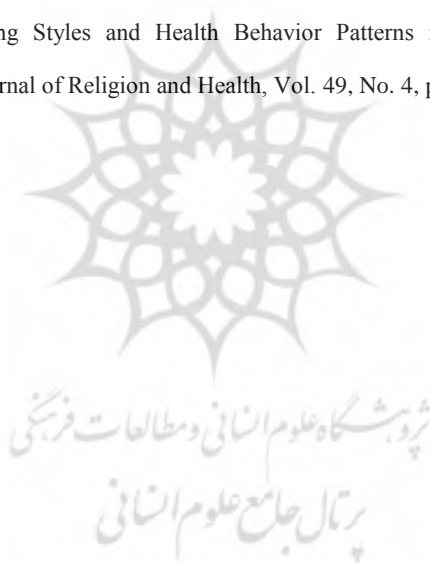 ng Styles and Health Behavior Patterns
rnal of Religion and Health, Vol. 49, No. 4, p
پژوهشگاه علوم انسانی و مطالعات فرهنگی
پرتال جامع علوم انسانی